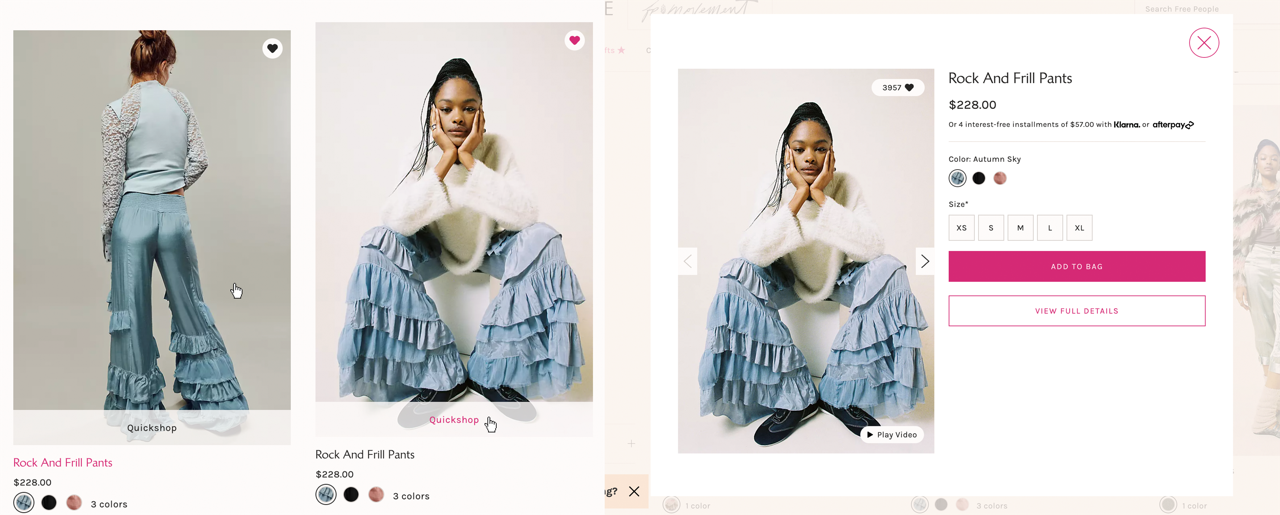 Quickshop
Rock And Frill Pants
$228.00
3 colors
Quickshop
Rock And Frill Pants
$228.00
3 colors
E
Search Free People
fts ★
g?
3957
Play Video
Rock And Frill Pants
$228.00
Or 4 interest-free installments of $57.00 with Klarna. or afterpay
Color: Autumn Sky
Size*
XS S M L XL
ADD TO BAG
VIEW FULL DETAILS
1 color
3 colors
1 color